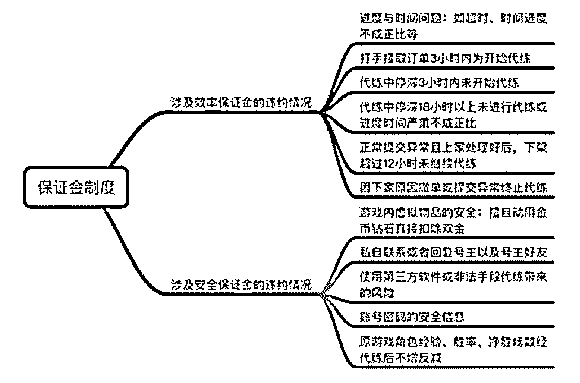 进度与时间问题：如超时、时间进度
不成正比等
打手接取订单3小时内为开始代练
代练中停滞3小时内未开始代练
代练中停滞18小时以上未进行代练或
进度时间严重不成正比
正常提交异常且上家处理好后，下家
超过12小时未继续代练
因下家原因撤单或提交异常终止代练
涉及效率保证金的违约情况
保证金制度
游戏内虚拟物品的安全：擅自动用金
币钻石直接扣除双金
私自联系或者回复号主以及号主好友
使用第三方软件或非法手段代练带来
的风险
账号密码的安全信息
原游戏角色经验、胜率、净胜场数经
代练后不增反减
涉及安全保证金的违约情况